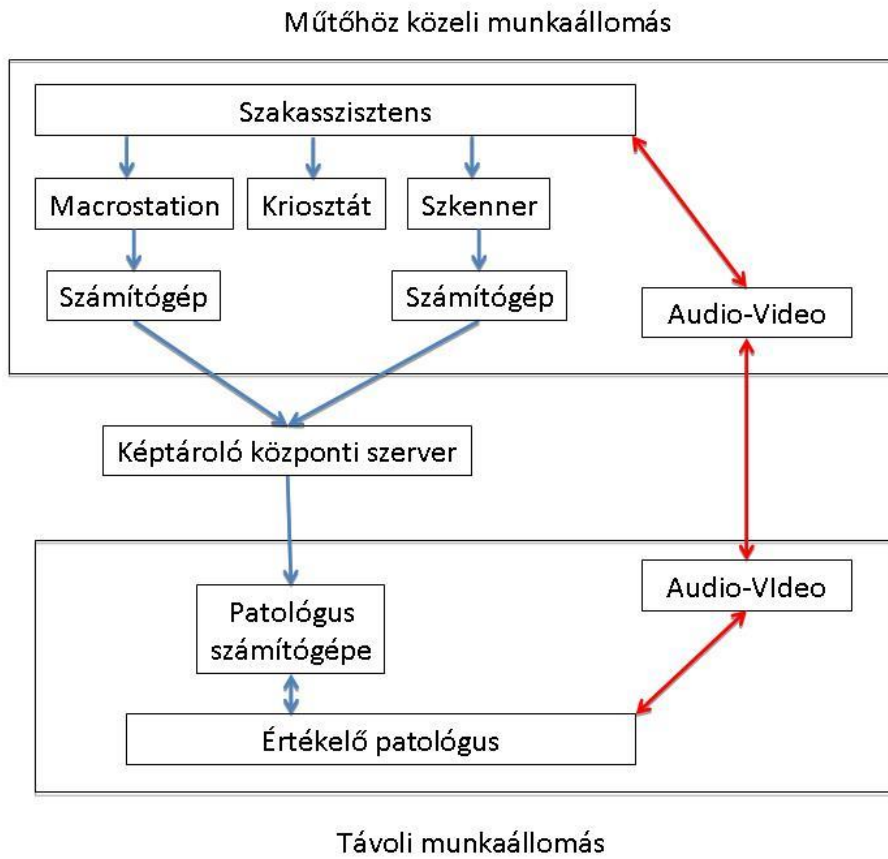 Műtőhöz közeli munkaállomás
Szakasszisztens
Macrostation
Kriosztát
Szkenner
Számítógép
Számítógép
Audio-Video
Képtároló központi szerver
Audio-VIdeo
Patológus
számítógépe
Értékelő patológus
Távoli munkaállomás